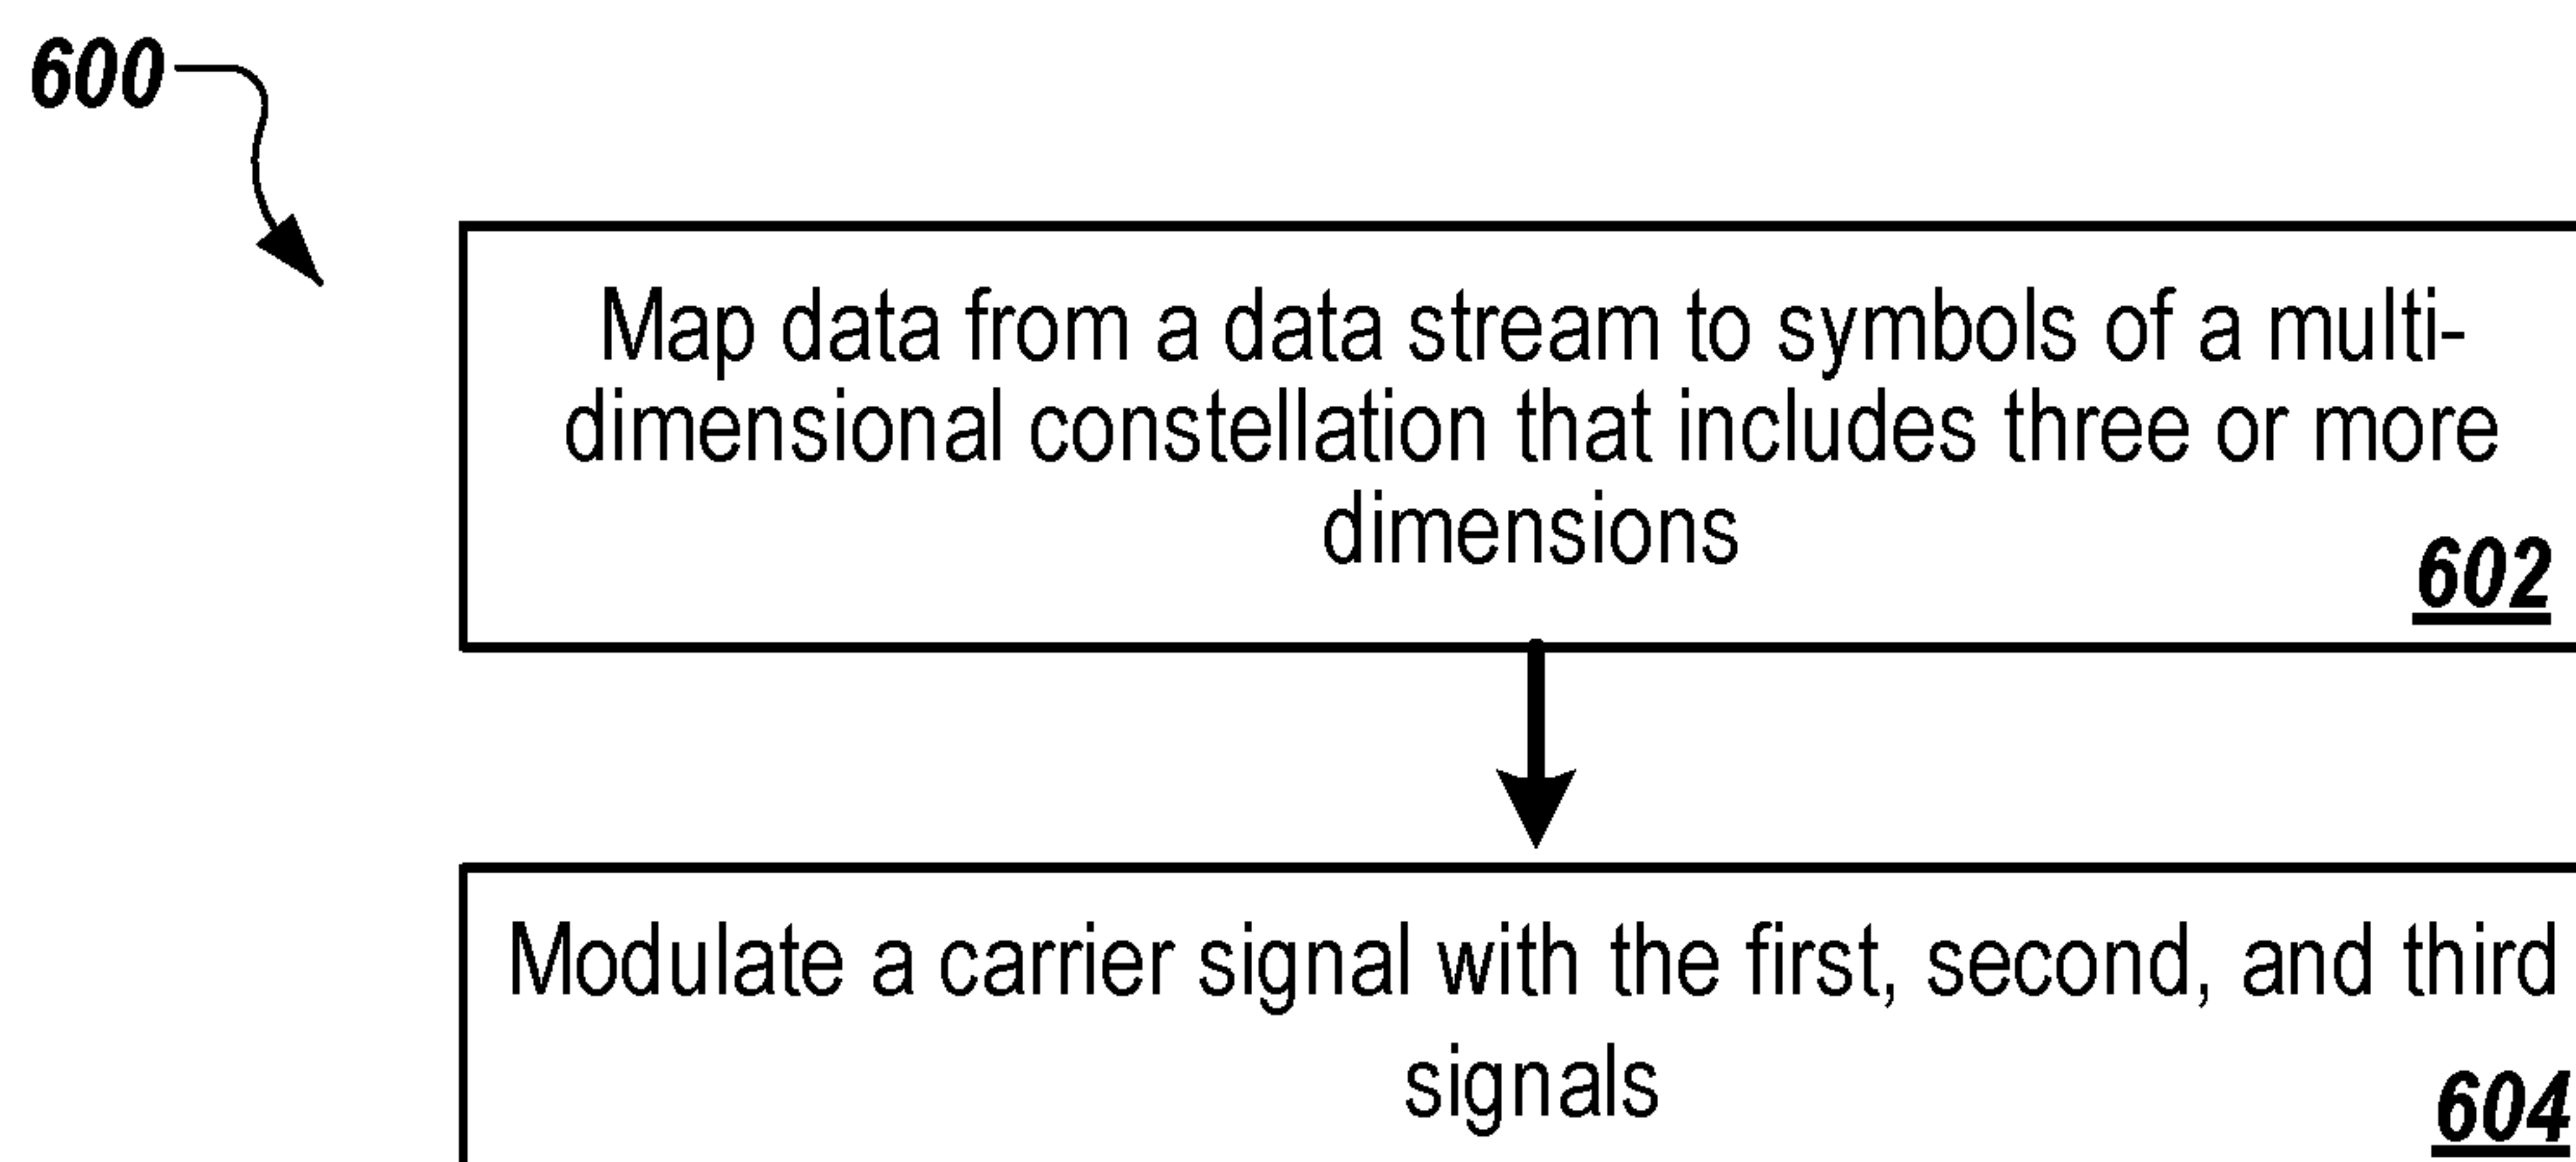 600
Map data from a data stream to symbols of a multi-
dimensional constellation that includes three or more
dimensions
602
Modulate a carrier signal with the first, second, and third
signals
604